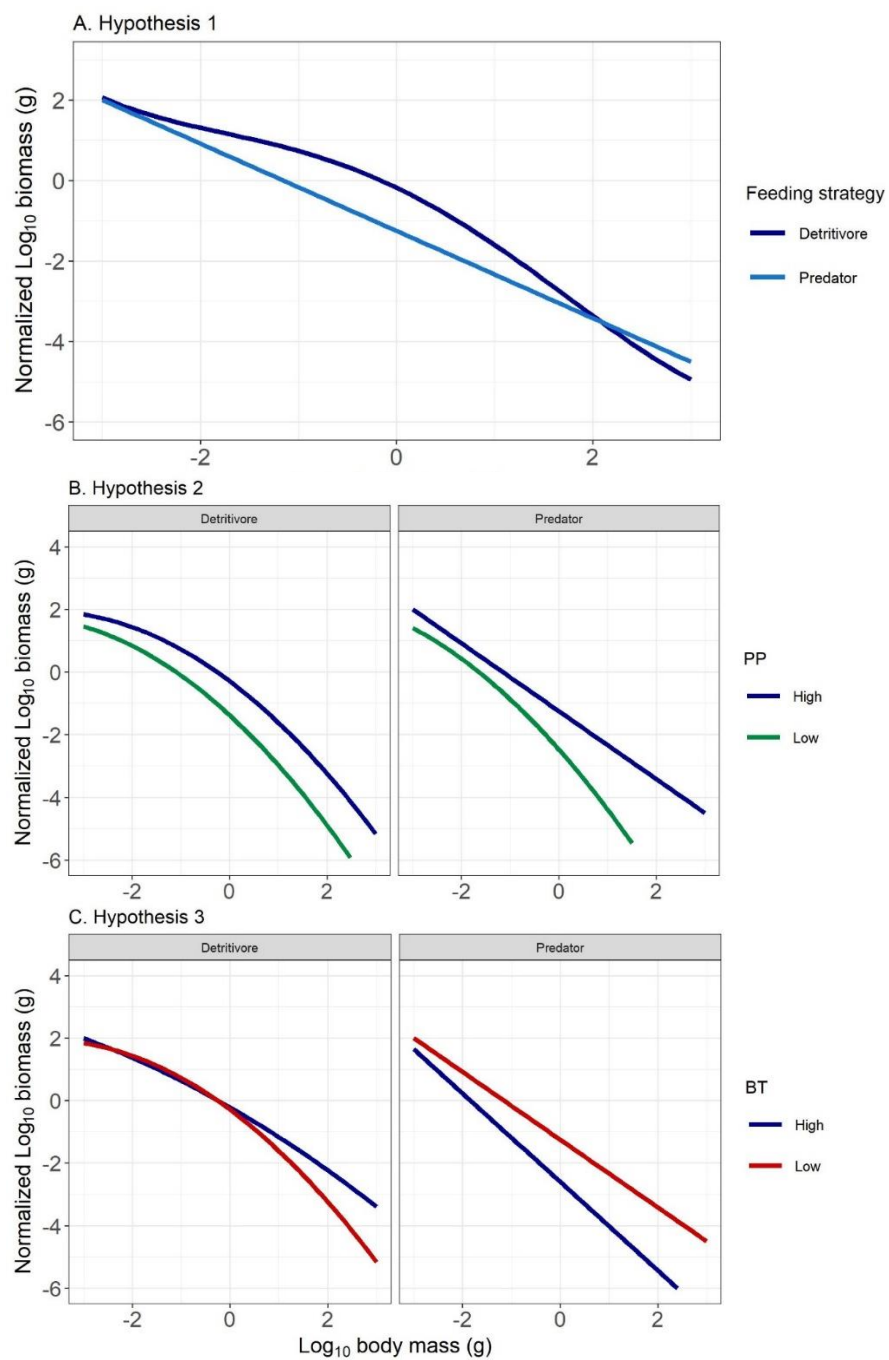 A. Hypothesis 1
Normalized Log10 biomass (g)
2
0
-2
-4
-6
-2 0 2
Feeding strategy
Detritivore
Predator
B. Hypothesis 2
Detritivore Predator
Normalized Log10 biomass (g)
4
2
0
-2
-4
-6
-2 0 2 -2 0 2
PP
High
Low
C. Hypothesis 3
Detritivore Predator
Normalized Log10 biomass (g)
4
2
0
-2
-4
-6
-2 0 2 -2 0 2
Log10 body mass (g)
BT
High
Low